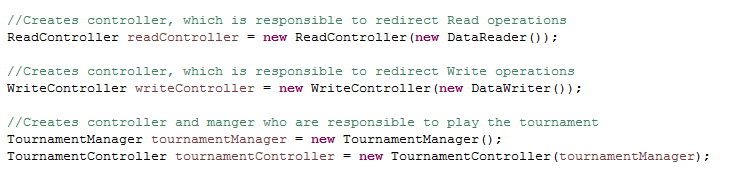 //Creates controller, which is responsible to redirect Read operations
ReadController readController = new ReadController(new DataReader());
//Creates controller, which is responsible to redirect Write operations
WriteController writeController = new WriteController(new DataWriter());
//Creates controller and manger who are responsible to play the tournament
TournamentManager tournamentManager = new TournamentManager();
TournamentController tournamentController = new TournamentController(tournamentManager);